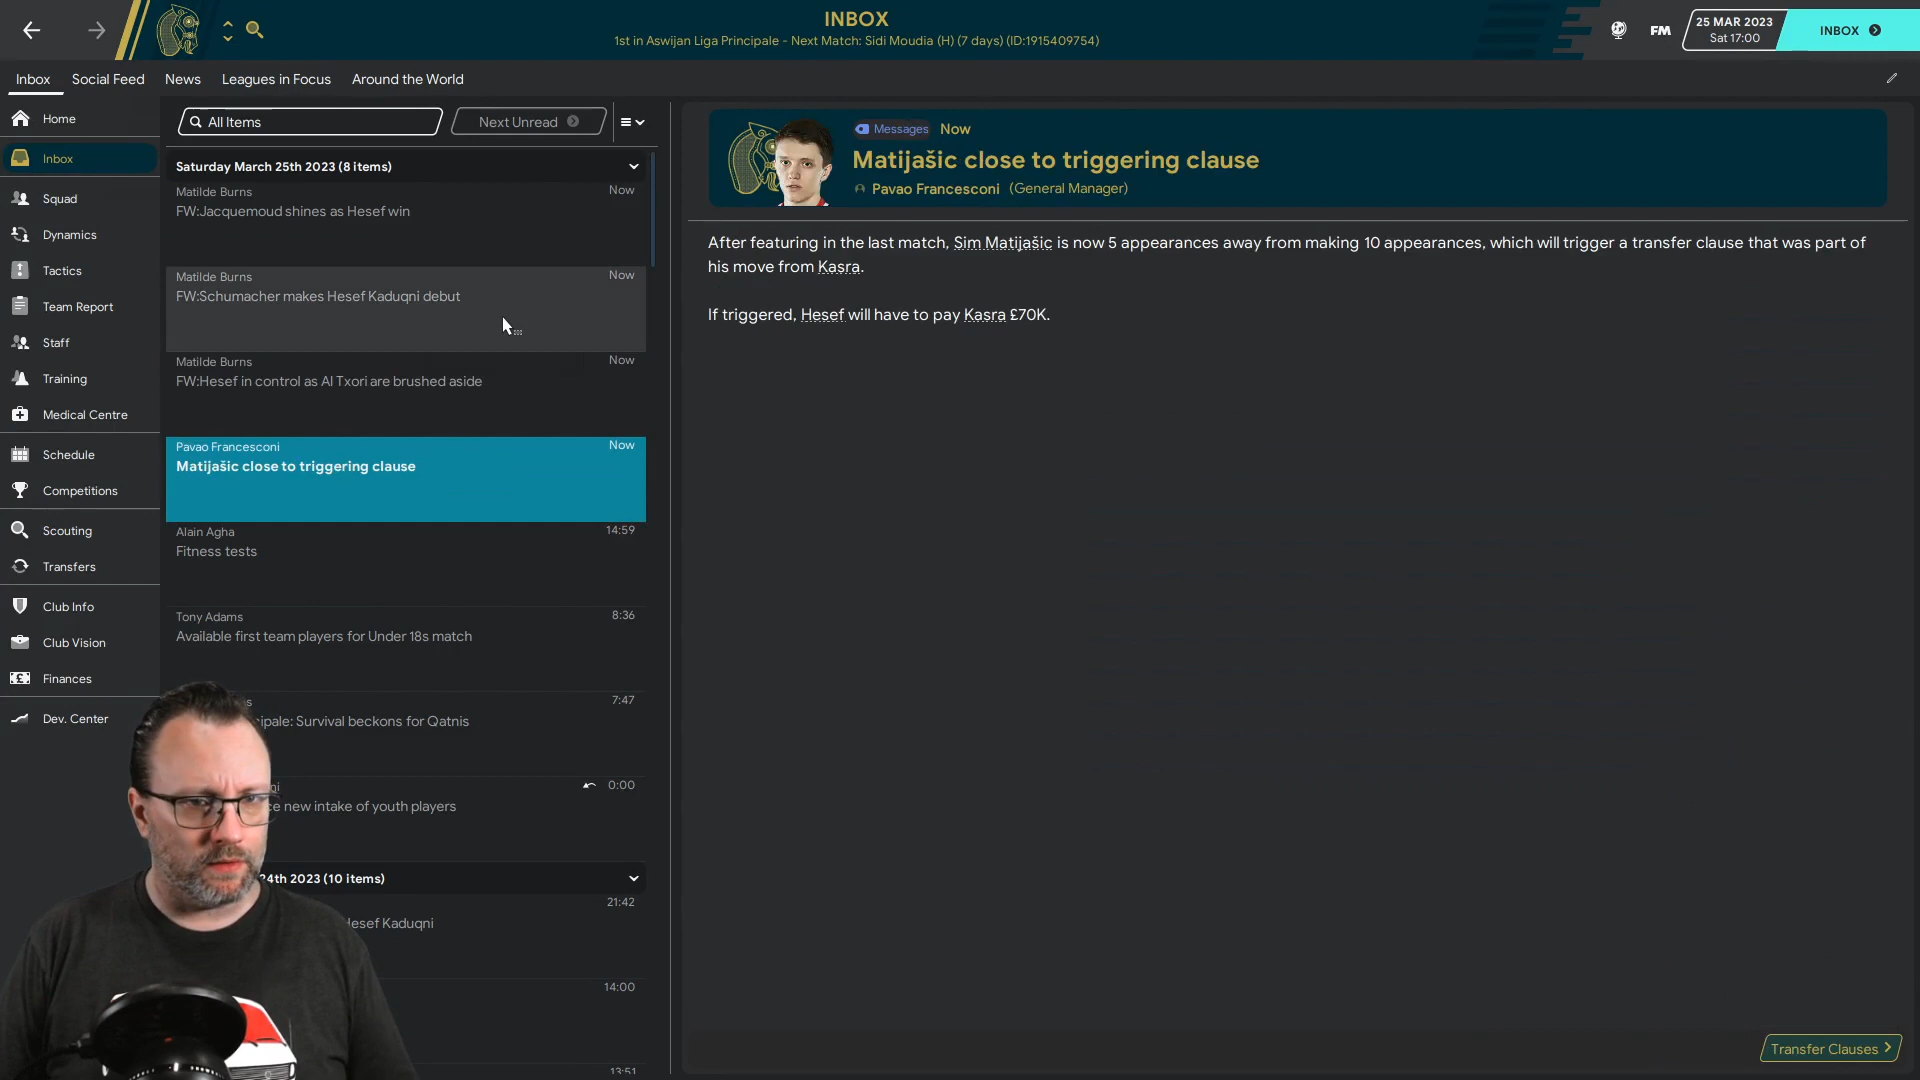 INBOX
1st in Aswijan Liga Principale - Next Match: Sidi Moudia (H) (7 days) (ID:1915409754)
FM
25 MAR 2023
Sat 17:00
INBOX
Inbox
Social Feed
News
Leagues in Focus
Around the World
Home
Inbox
Squad
Dynamics
Tactics
Team Report
Staff
Training
Medical Centre
Schedule
Competitions
Scouting
Transfers
Club Info
Club Vision
Finances
Dev. Center
All Items
Next Unread
Saturday March 25th 2023 (8 items)
Matilde Burns
Now
FW:Jacquemoud shines as Hesef win
Matilde Burns
Now
FW:Schumacher makes Hesef Kaduqni debut
Matilde Burns
Now
FW:Hesef in control as Al Txori are brushed aside
Pavao Francesconi
Now
Matijašic close to triggering clause
Alain Agha
14:59
Fitness tests
Tony Adams
8:36
Available first team players for Under 18s match
7:47
Survival beckons for Qatnis
0:00
new intake of youth players
24th 2023 (10 items)
21:42
Hesef Kaduqni
14:00
13:51
Messages
Now
Matijašic close to triggering clause
Pavao Francesconi (General Manager)
After featuring in the last match, Sim Matijašic is now 5 appearances away from making 10 appearances, which will trigger a transfer clause that was part of
his move from Kasra.
If triggered, Hesef will have to pay Kasra £70K.
Transfer Clauses